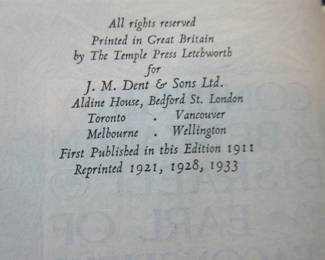 All rights reserved
Printed in Great Britain
by The Temple Press Letchworth
for
J. M. Dent & Sons Ltd.
Aldine House, Bedford St. London
Toronto . Vancouver
Melbourne . Wellington
First Published in this Edition 1911
Reprinted 1921, 1928, 1933